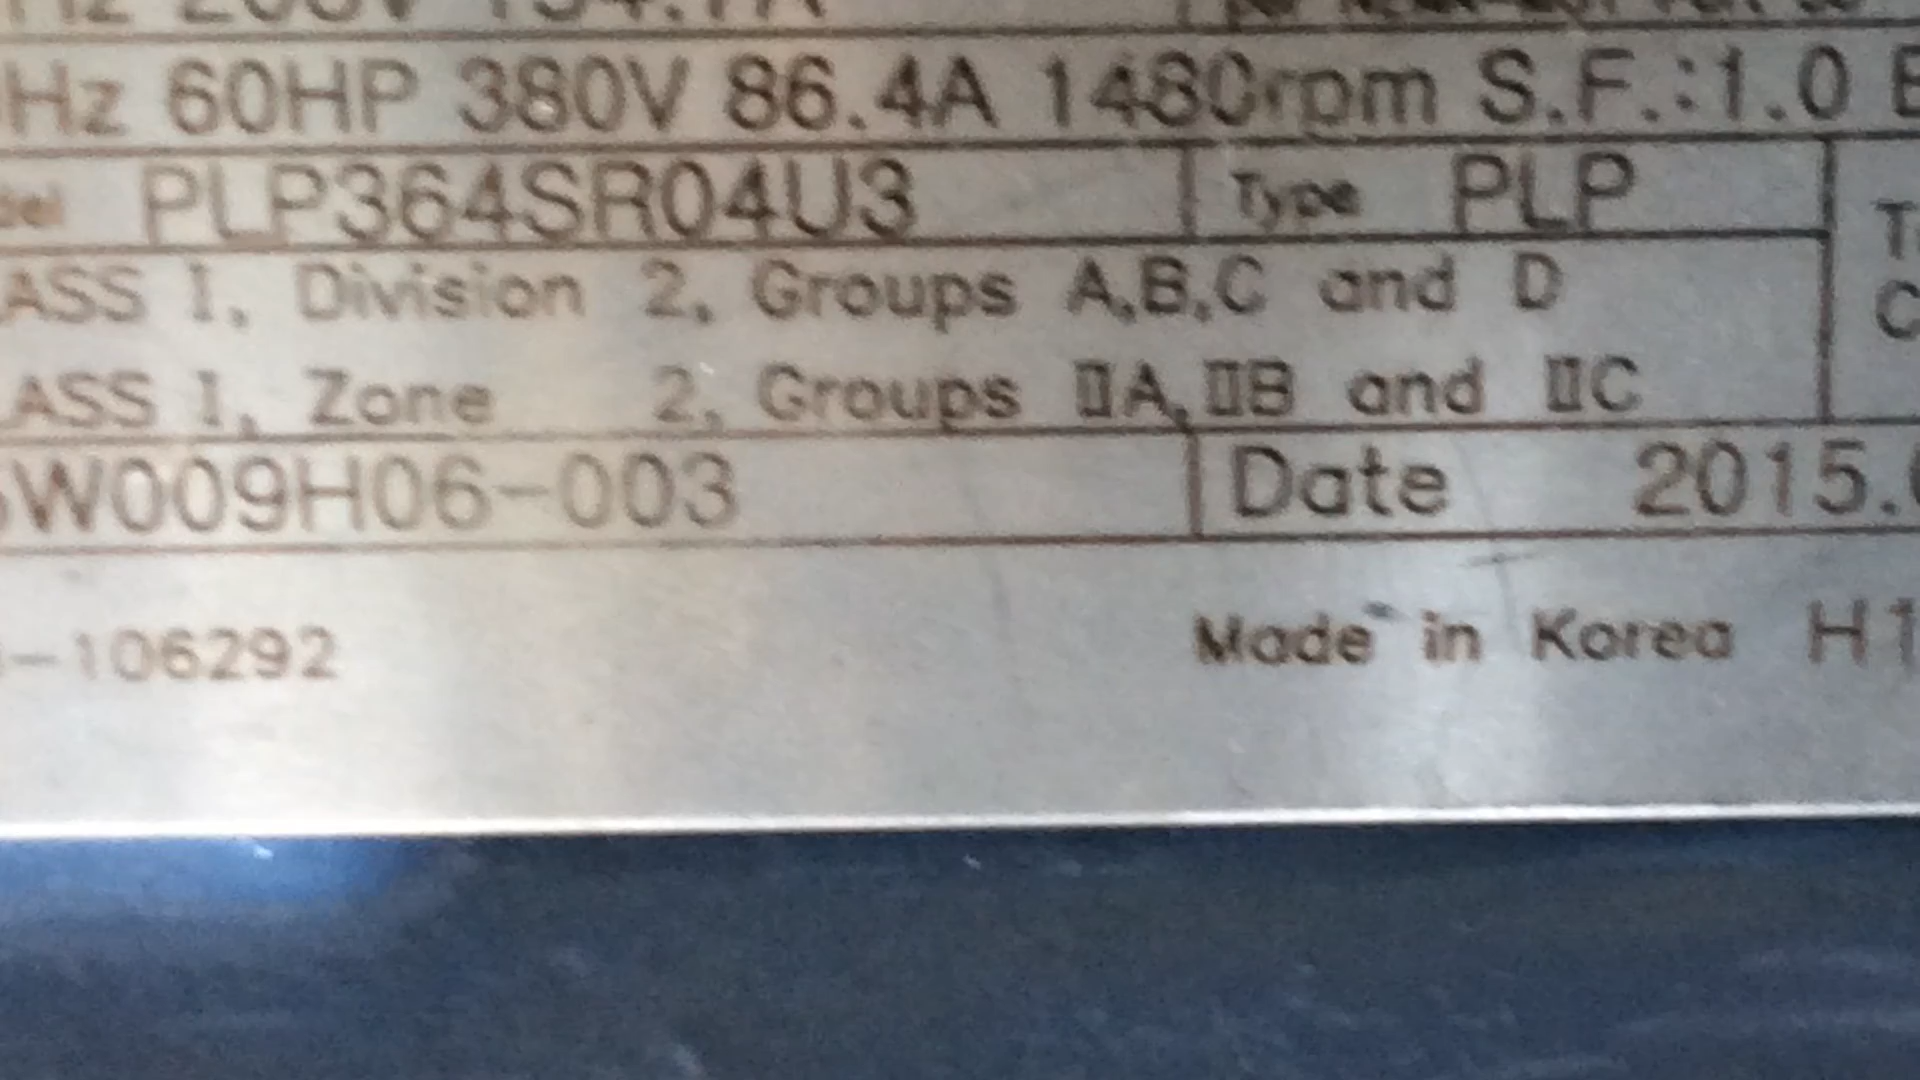 Hz 60HP 380V 86.4A 1480rpm S.F.:1.0
PLP364SR04U3 Type PLP
ASS I, Division 2, Groups A,B,C and D
ASS I, Zone 2, Groups ⅡA,ⅡB and ⅡC
W009H06-003 Date 2015.
-106292 Made in Korea H1